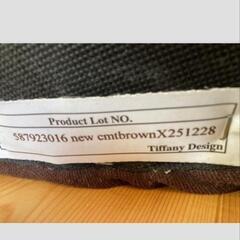 Product Lot NO.
587923016 new cmtbrownX251228
Tiffany Design